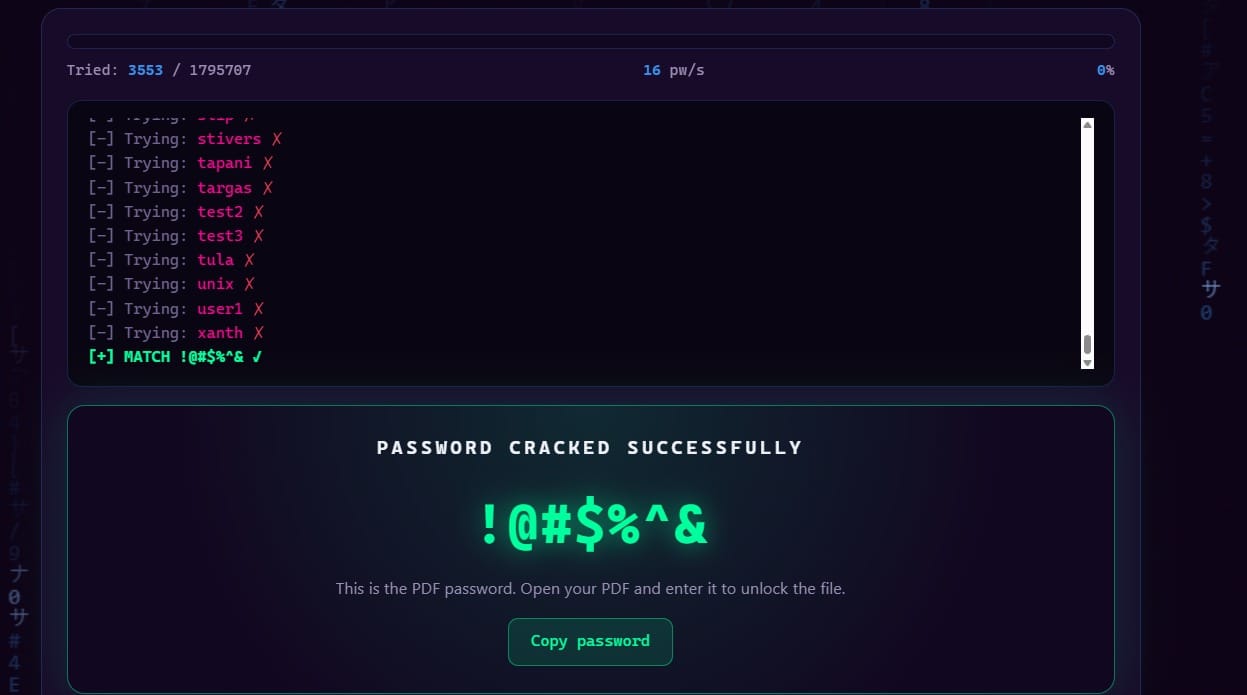 Tried: 3553 / 1795707
16 pw/s
0%
[-] Trying: slip ✗
[-] Trying: stivers ✗
[-] Trying: tapani ✗
[-] Trying: targas ✗
[-] Trying: test2 ✗
[-] Trying: test3 ✗
[-] Trying: tula ✗
[-] Trying: unix ✗
[-] Trying: user1 ✗
[-] Trying: xanth ✗
[+] MATCH !@#$%^& ✓
PASSWORD CRACKED SUCCESSFULLY
!@#$%^&
This is the PDF password. Open your PDF and enter it to unlock the file.
Copy password